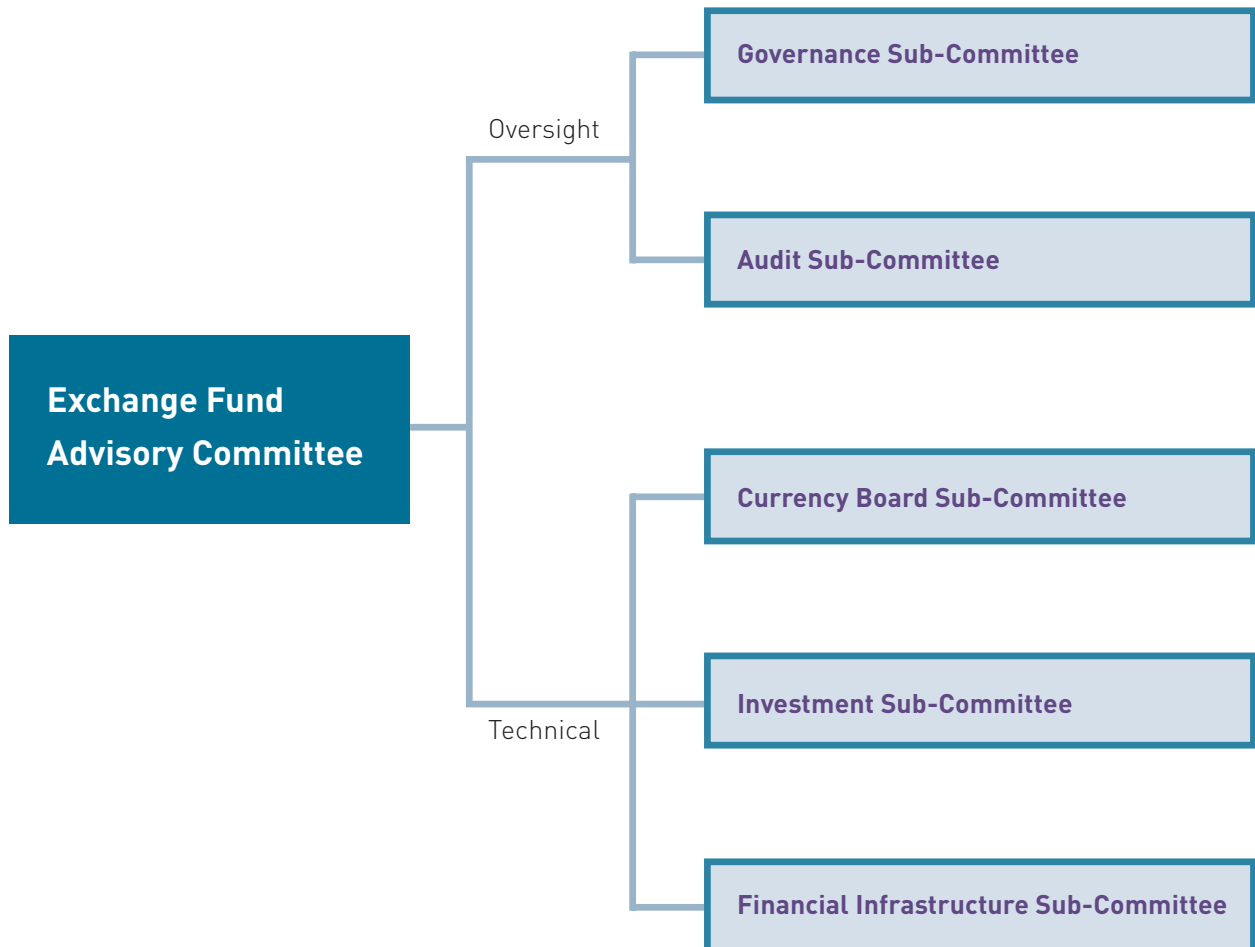 Exchange Fund
Advisory Committee
Oversight
Governance Sub-Committee
Audit Sub-Committee
Technical
Currency Board Sub-Committee
Investment Sub-Committee
Financial Infrastructure Sub-Committee